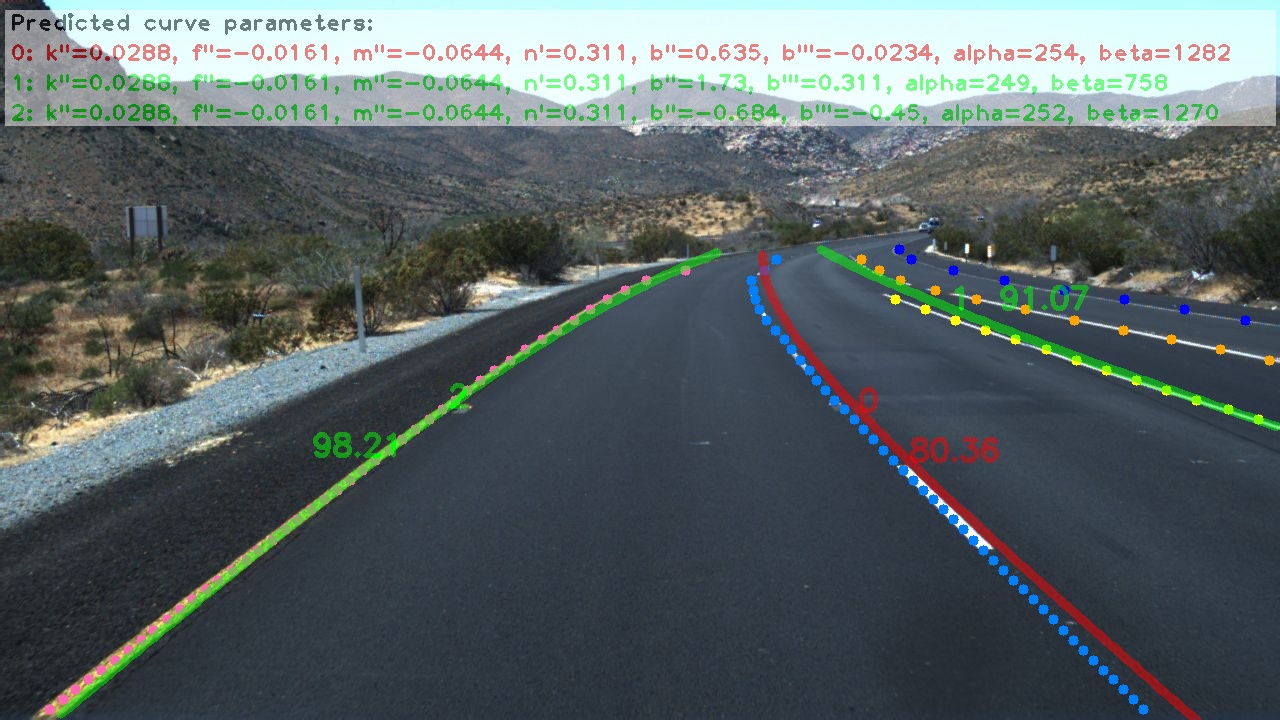 Predicted curve parameters:
0: k''=0.0288, f''=-0.0161, m''=-0.0644, n'=0.311, b''=0.635, b'''=-0.0234, alpha=254, beta=1282
1: k''=0.0288, f''=-0.0161, m''=-0.0644, n'=0.311, b''=1.73, b'''=0.311, alpha=249, beta=758
2: k''=0.0288, f''=-0.0161, m''=-0.0644, n'=0.311, b''=-0.684, b'''=-0.45, alpha=252, beta=1270
1 91.07
2
0
98.21
80.36